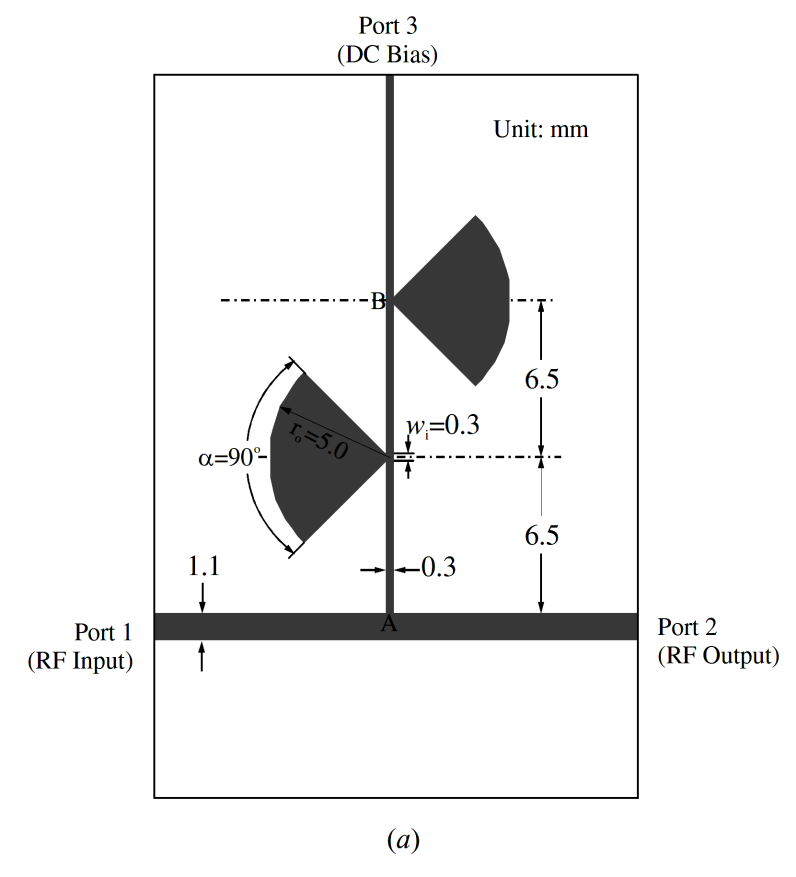 Port 3
(DC Bias)
Unit: mm
B
6.5
wi=0.3
ro=5.0
α=90°
6.5
1.1
0.3
A
Port 1
(RF Input)
Port 2
(RF Output)
(a)